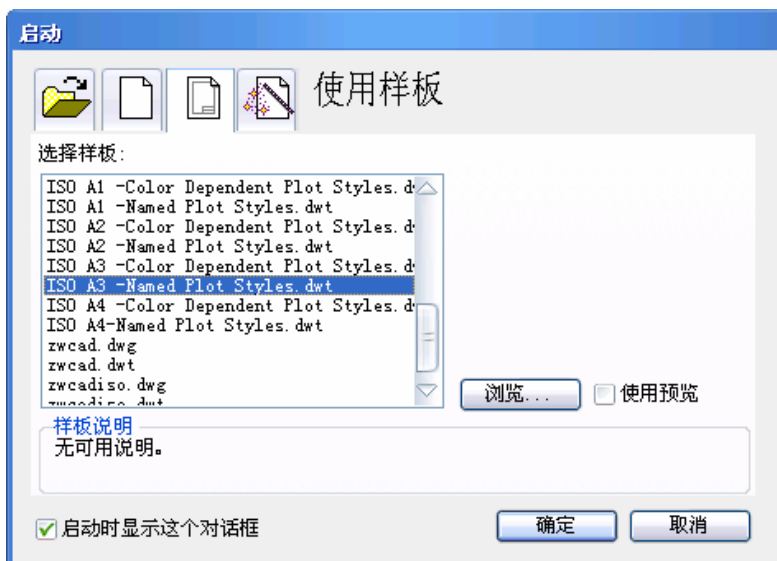 启动
使用样板
选择样板:
ISO A1 -Color Dependent Plot Styles.d
ISO A1 -Named Plot Styles.dwt
ISO A2 -Color Dependent Plot Styles.d
ISO A2 -Named Plot Styles.dwt
ISO A3 -Color Dependent Plot Styles.d
ISO A3 -Named Plot Styles.dwt
ISO A4 -Color Dependent Plot Styles.d
ISO A4-Named Plot Styles.dwt
zwcad.dwg
zwcad.dwt
zwcadiso.dwg
zwcadiso.dwt
浏览... 使用预览
样板说明
无可用说明。
启动时显示这个对话框 确定 取消